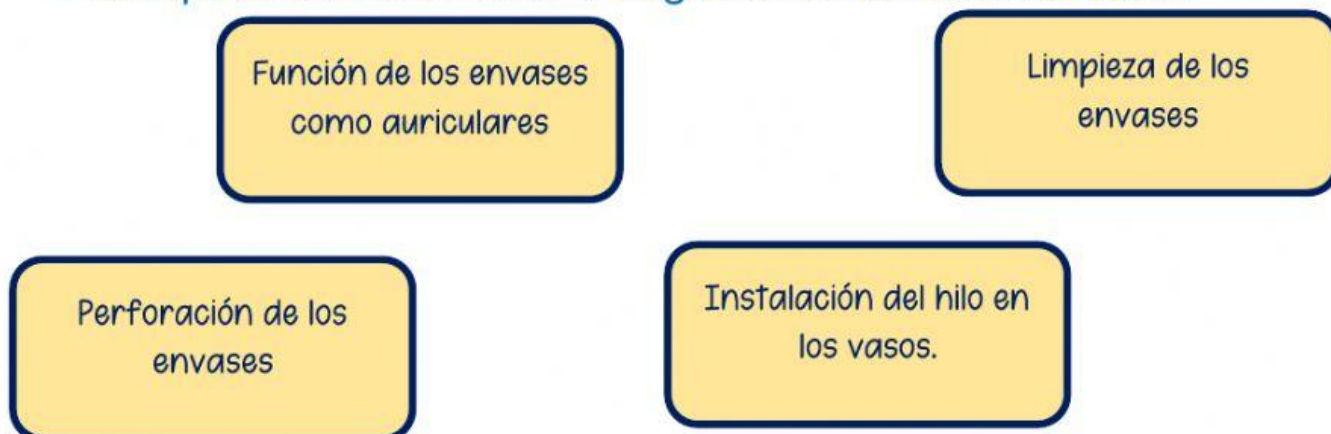 Función de los envases
como auriculares
Limpieza de los
envases
Perforación de los
envases
Instalación del hilo en
los vasos.